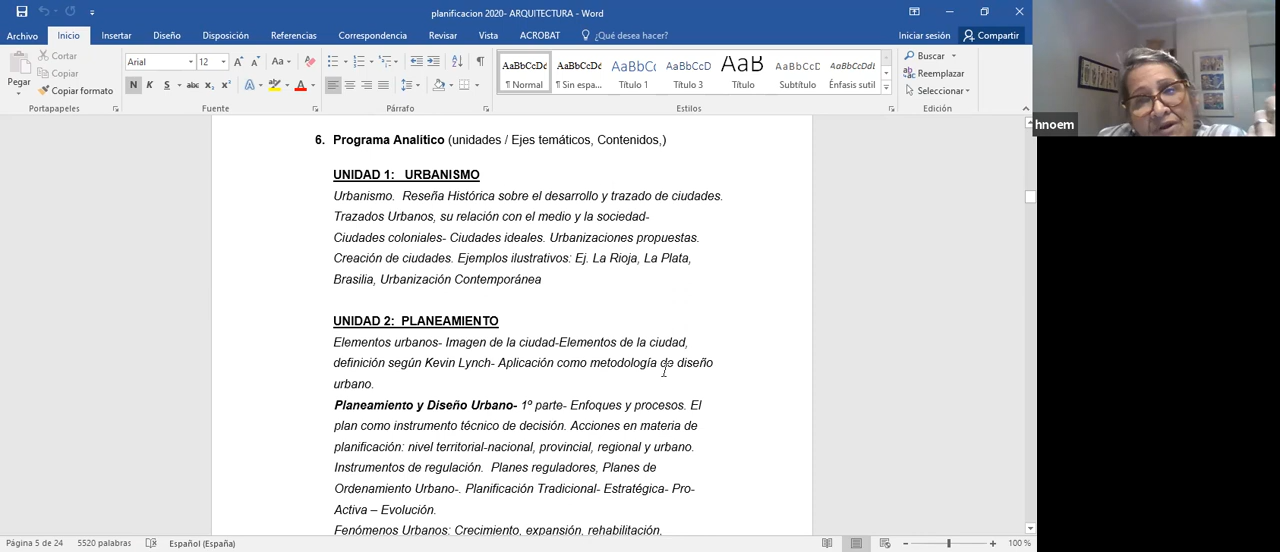 planificacion 2020- ARQUITECTURA - Word
Archivo Inicio Insertar Diseño Disposición Referencias Correspondencia Revisar Vista ACROBAT ¿Qué desea hacer? Iniciar sesión Compartir
Pegar
Cortar
Copiar
Copiar formato
Portapapeles
Arial 12
N K S abc x₂ x²
Fuente
Párrafo
AaBbCcDd AaBbCcDd AaBbCc AaBbCcD AaB AaBbCcD AaBbCcDd
¶ Normal ¶ Sin espa... Título 1 Título 3 Título Subtítulo Énfasis sutil
Estilos
Buscar
Reemplazar
Seleccionar
Edición
hnoem
6. Programa Analítico (unidades / Ejes temáticos, Contenidos,)
UNIDAD 1: URBANISMO
Urbanismo. Reseña Histórica sobre el desarrollo y trazado de ciudades.
Trazados Urbanos, su relación con el medio y la sociedad-
Ciudades coloniales- Ciudades ideales. Urbanizaciones propuestas.
Creación de ciudades. Ejemplos ilustrativos: Ej. La Rioja, La Plata,
Brasilia, Urbanización Contemporánea
UNIDAD 2: PLANEAMIENTO
Elementos urbanos- Imagen de la ciudad-Elementos de la ciudad,
definición según Kevin Lynch- Aplicación como metodología de diseño
urbano.
Planeamiento y Diseño Urbano- 1º parte- Enfoques y procesos. El
plan como instrumento técnico de decisión. Acciones en materia de
planificación: nivel territorial-nacional, provincial, regional y urbano.
Instrumentos de regulación. Planes reguladores, Planes de
Ordenamiento Urbano-. Planificación Tradicional- Estratégica- Pro-
Activa – Evolución.
Fenómenos Urbanos: Crecimiento, expansión, rehabilitación,
Página 5 de 24 5520 palabras Español (España) 100 %